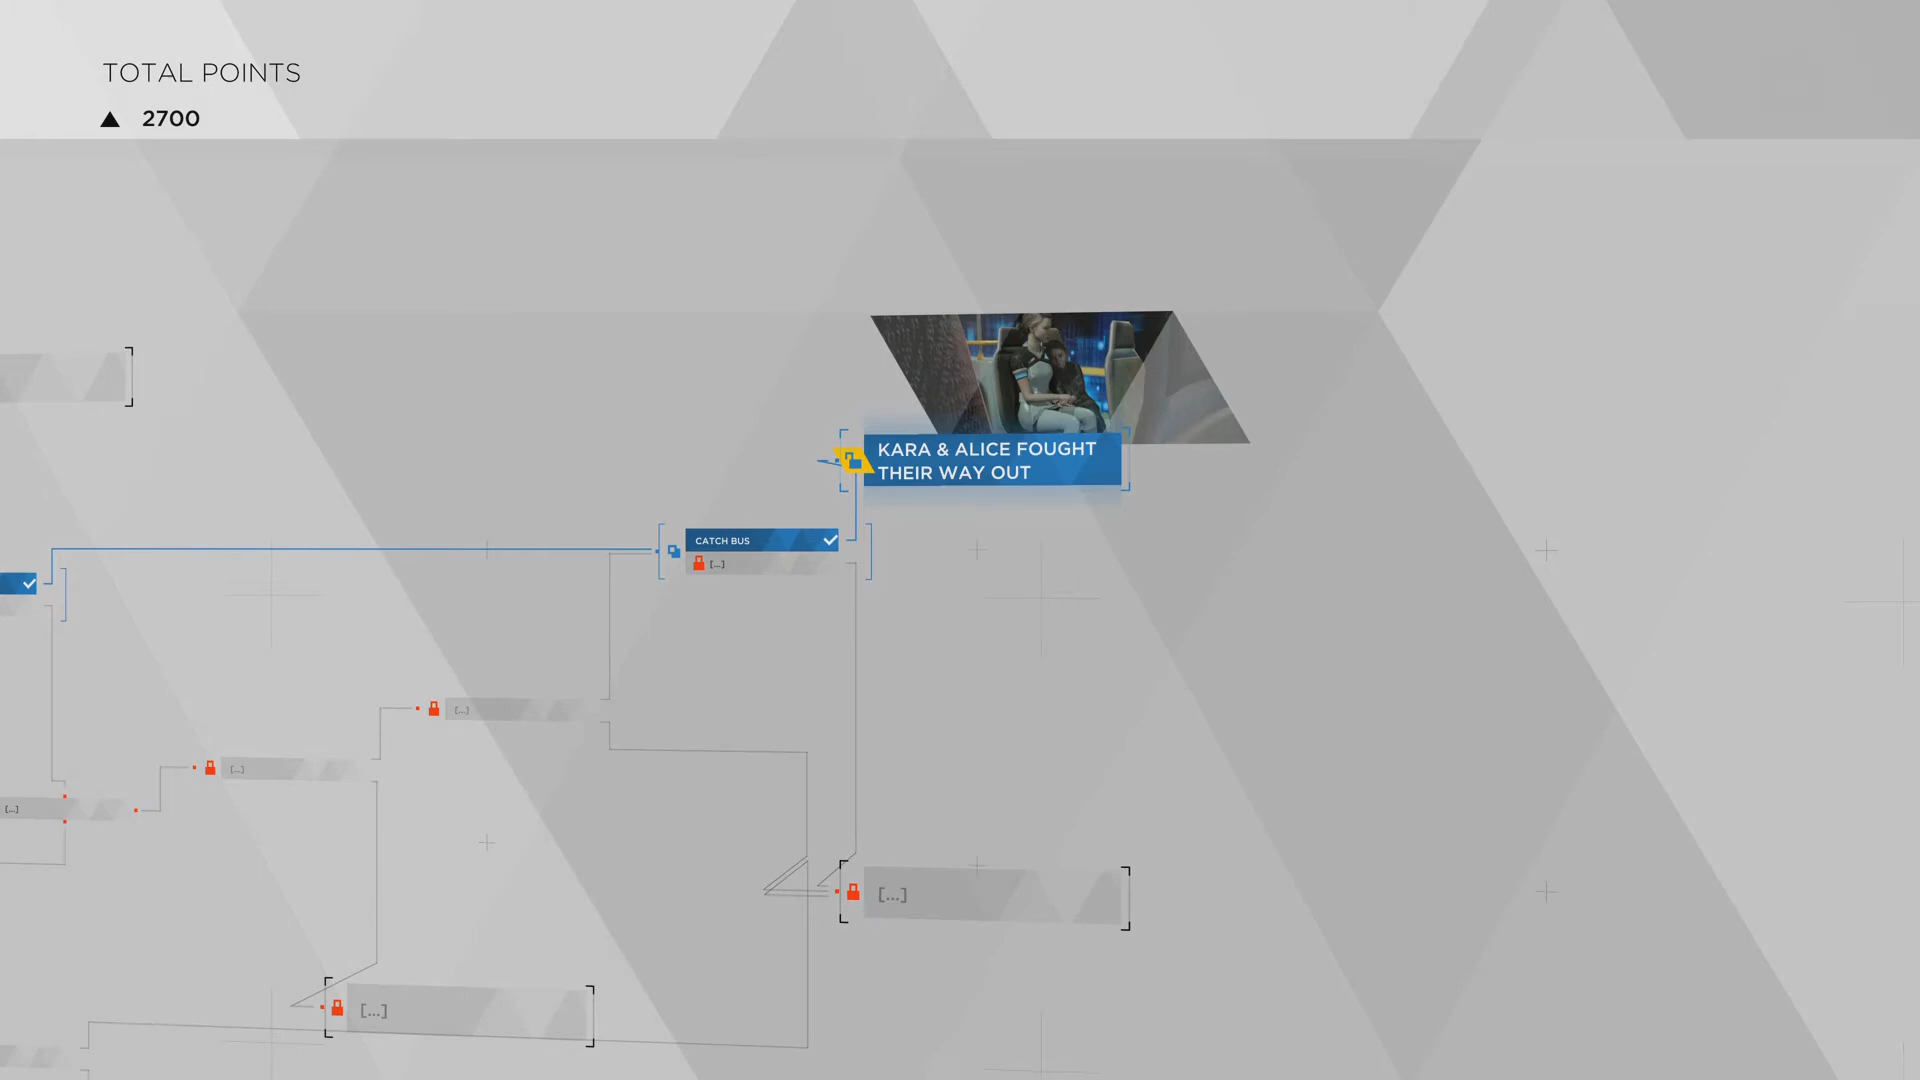 TOTAL POINTS
2700
KARA & ALICE FOUGHT
THEIR WAY OUT
CATCH BUS
[...]
[...]
[...]
[...]
[...]
[...]